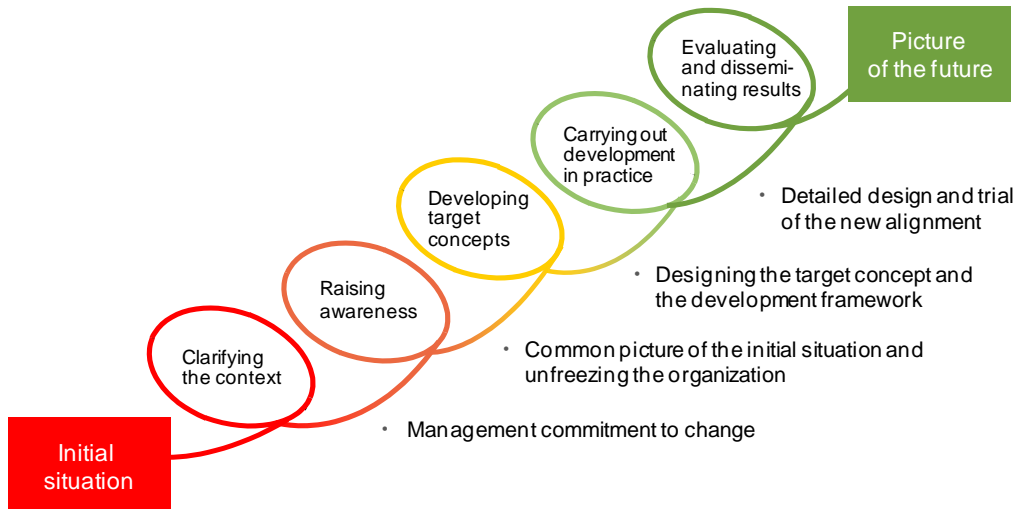 Evaluating
and dissemi-
nating results
Picture
of the future
Carrying out
development
in practice
• Detailed design and trial
of the new alignment
Developing
target
concepts
• Designing the target concept and
the development framework
Raising
awareness
• Common picture of the initial situation and
unfreezing the organization
Clarifying
the context
• Management commitment to change
Initial
situation